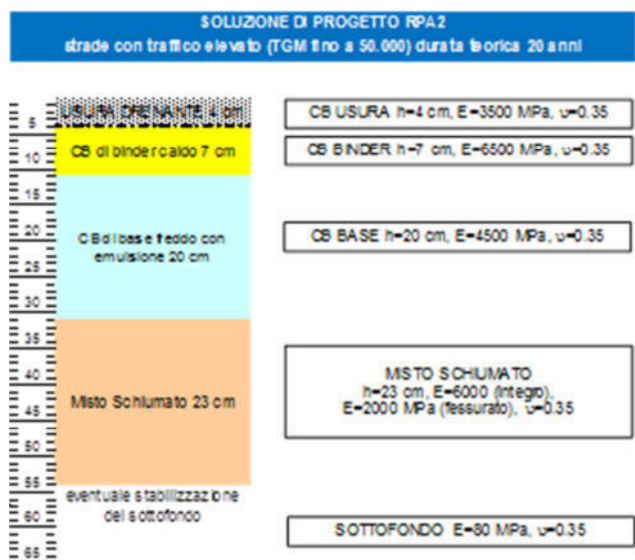 SOLUZIONE DI PROGETTO RPA2
strade con traffico elevato (TGM fino a 50.000) durata teorica 20 anni
USURA DRENANTE 4 cm
CB USURA h=4 cm, E=3500 MPa, υ=0.35
5
CB di binder caldo 7 cm
CB BINDER h=7 cm, E=6500 MPa, υ=0.35
10
15
20
CB di base freddo con
emulsione 20 cm
CB BASE h=20 cm, E=4500 MPa, υ=0.35
25
30
35
40
Misto Schiumato 23 cm
MISTO SCHIUMATO
h=23 cm, E=6000 (integro),
E=2000 MPa (fessurato), υ=0.35
45
50
55
eventuale stabilizzazione
del sottofondo
60
SOTTOFONDO E=80 MPa, υ=0.35
65